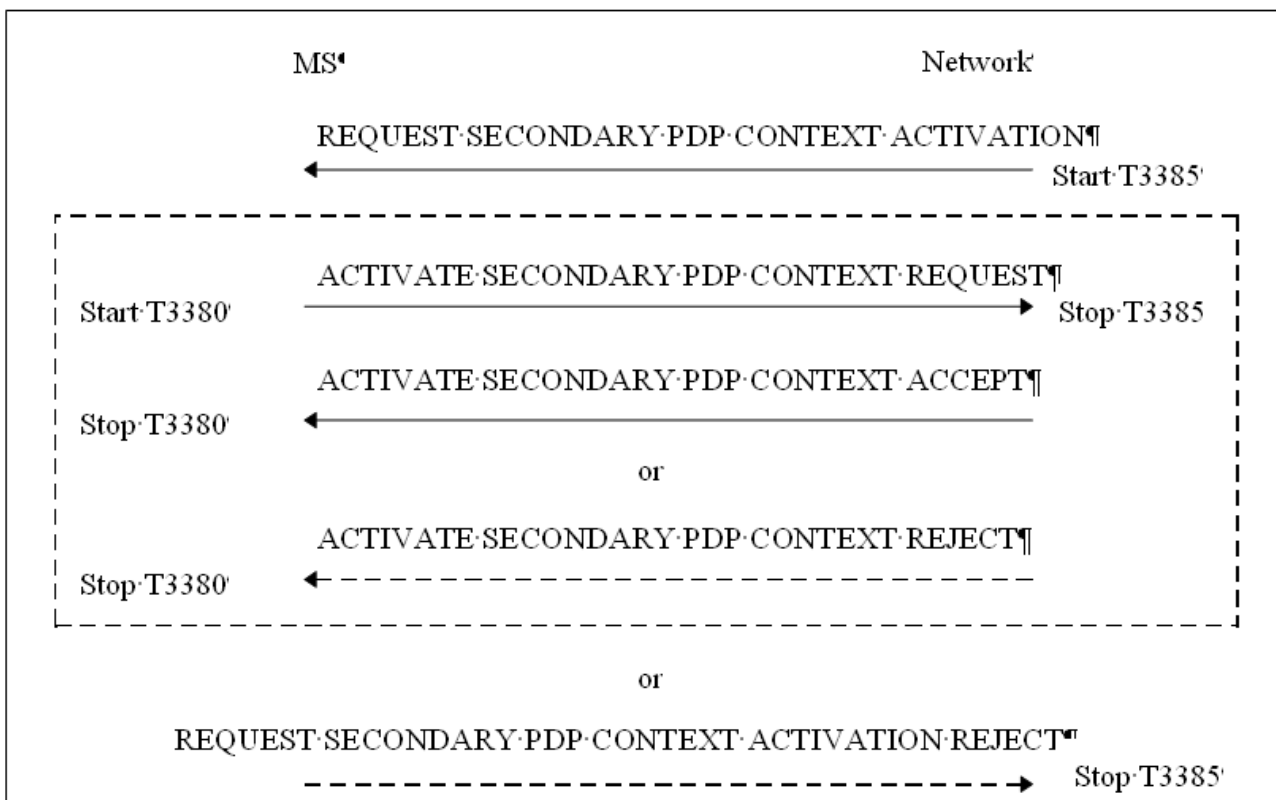 MS Network
REQUEST·SECONDARY·PDP·CONTEXT·ACTIVATION¶
Start·T3385
ACTIVATE·SECONDARY·PDP·CONTEXT·REQUEST¶
Start·T3380 Stop·T3385
ACTIVATE·SECONDARY·PDP·CONTEXT·ACCEPT¶
Stop·T3380
or
ACTIVATE·SECONDARY·PDP·CONTEXT·REJECT¶
Stop·T3380
or
REQUEST·SECONDARY·PDP·CONTEXT·ACTIVATION·REJECT¶
Stop·T3385